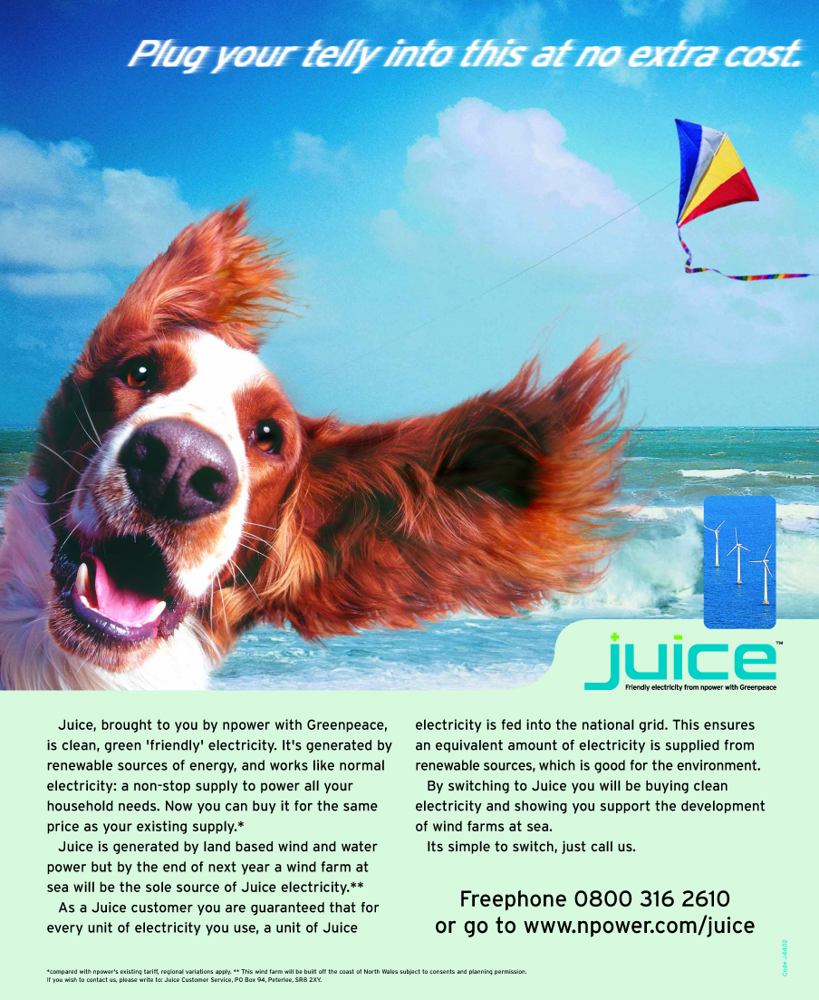 Plug your telly into this at no extra cost.
juice™
Friendly electricity from npower with Greenpeace
Juice, brought to you by npower with Greenpeace,
is clean, green 'friendly' electricity. It's generated by
renewable sources of energy, and works like normal
electricity: a non-stop supply to power all your
household needs. Now you can buy it for the same
price as your existing supply.*
Juice is generated by land based wind and water
power but by the end of next year a wind farm at
sea will be the sole source of Juice electricity.**
As a Juice customer you are guaranteed that for
every unit of electricity you use, a unit of Juice
electricity is fed into the national grid. This ensures
an equivalent amount of electricity is supplied from
renewable sources, which is good for the environment.
By switching to Juice you will be buying clean
electricity and showing you support the development
of wind farms at sea.
Its simple to switch, just call us.
Freephone 0800 316 2610
or go to www.npower.com/juice
*compared with npower's existing tariff, regional variations apply. ** This wind farm will be built off the coast of North Wales subject to consents and planning permission.
If you wish to contact us, please write to: Juice Customer Service, PO Box 94, Peterlee, SR8 2XY.
Code J4402